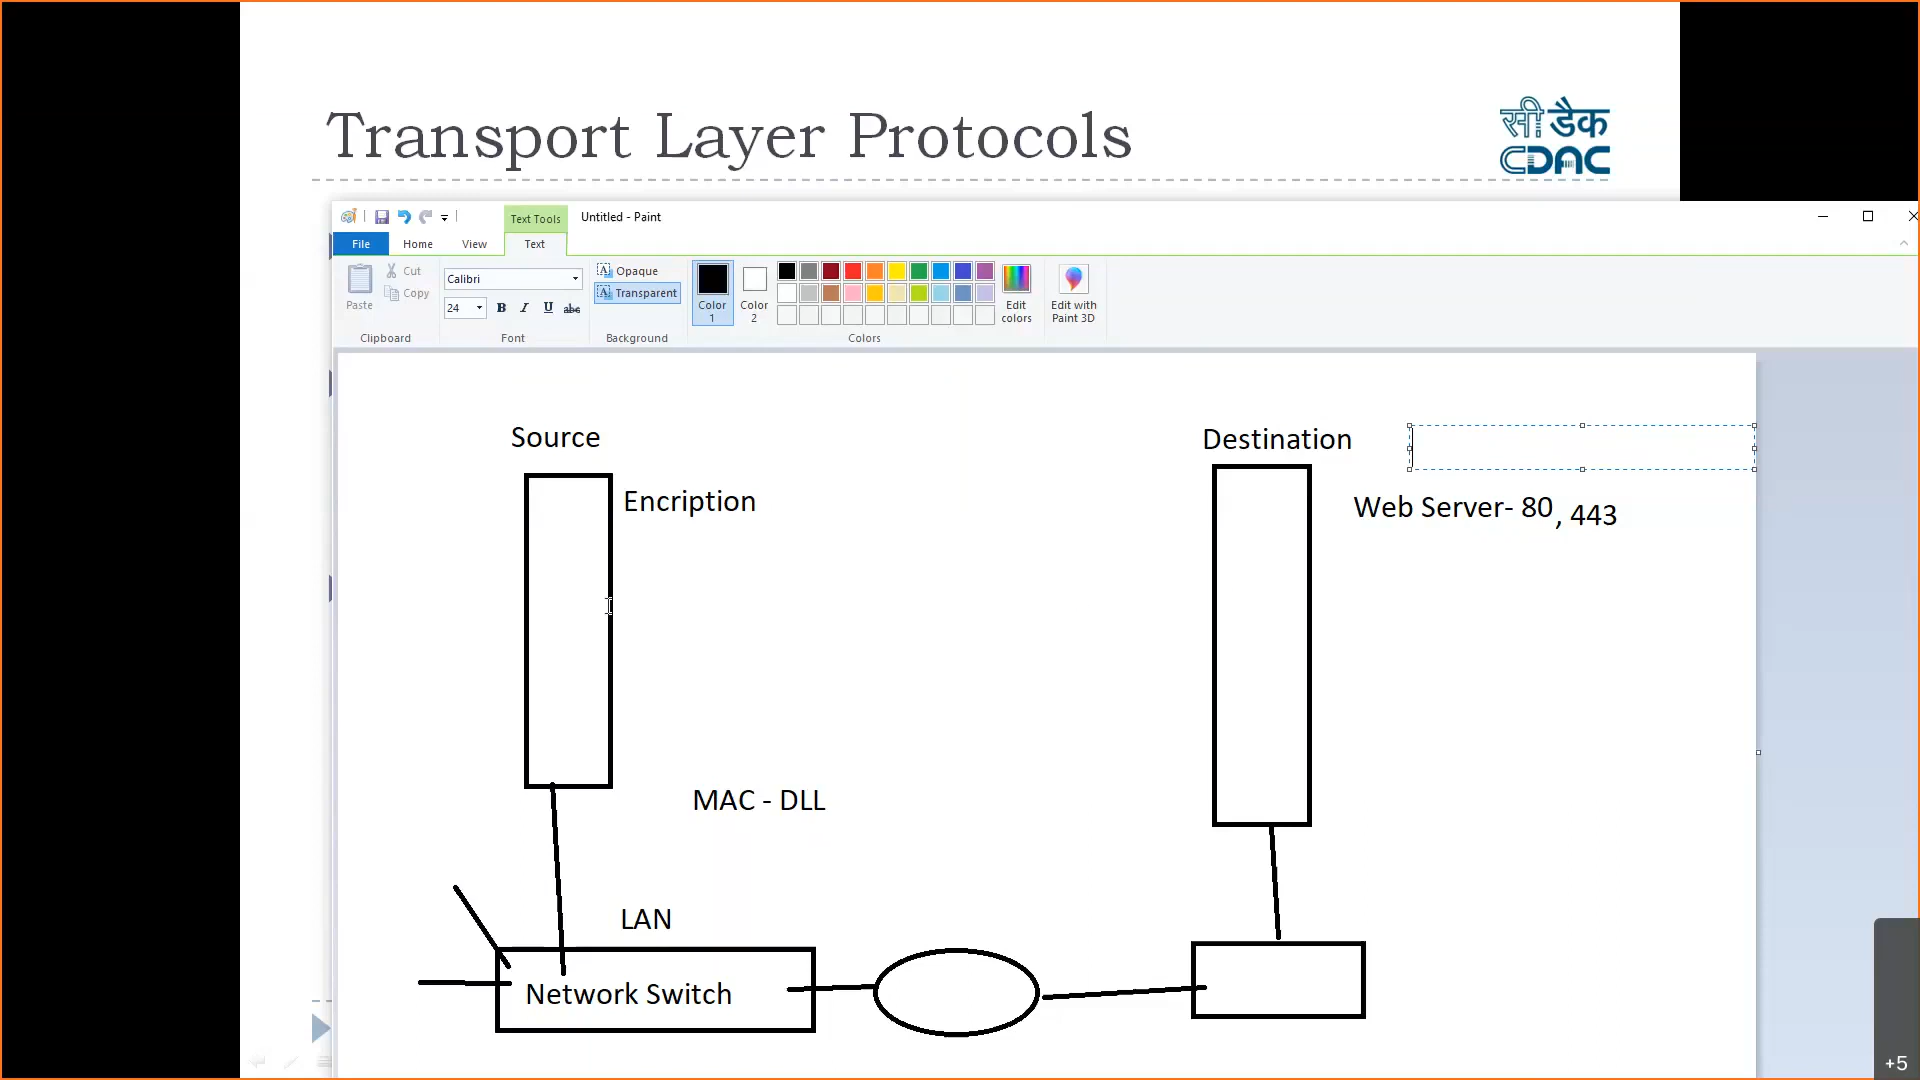 Transport Layer Protocols
सी डैक
CDAC
Text Tools
Untitled - Paint
File
Home
View
Text
Paste
Cut
Copy
Clipboard
Calibri
24
B I U abc
Font
Opaque
Transparent
Background
Color 1
Color 2
Edit colors
Colors
Edit with Paint 3D
Source
Destination
Encription
Web Server- 80, 443
MAC - DLL
LAN
Network Switch
+5